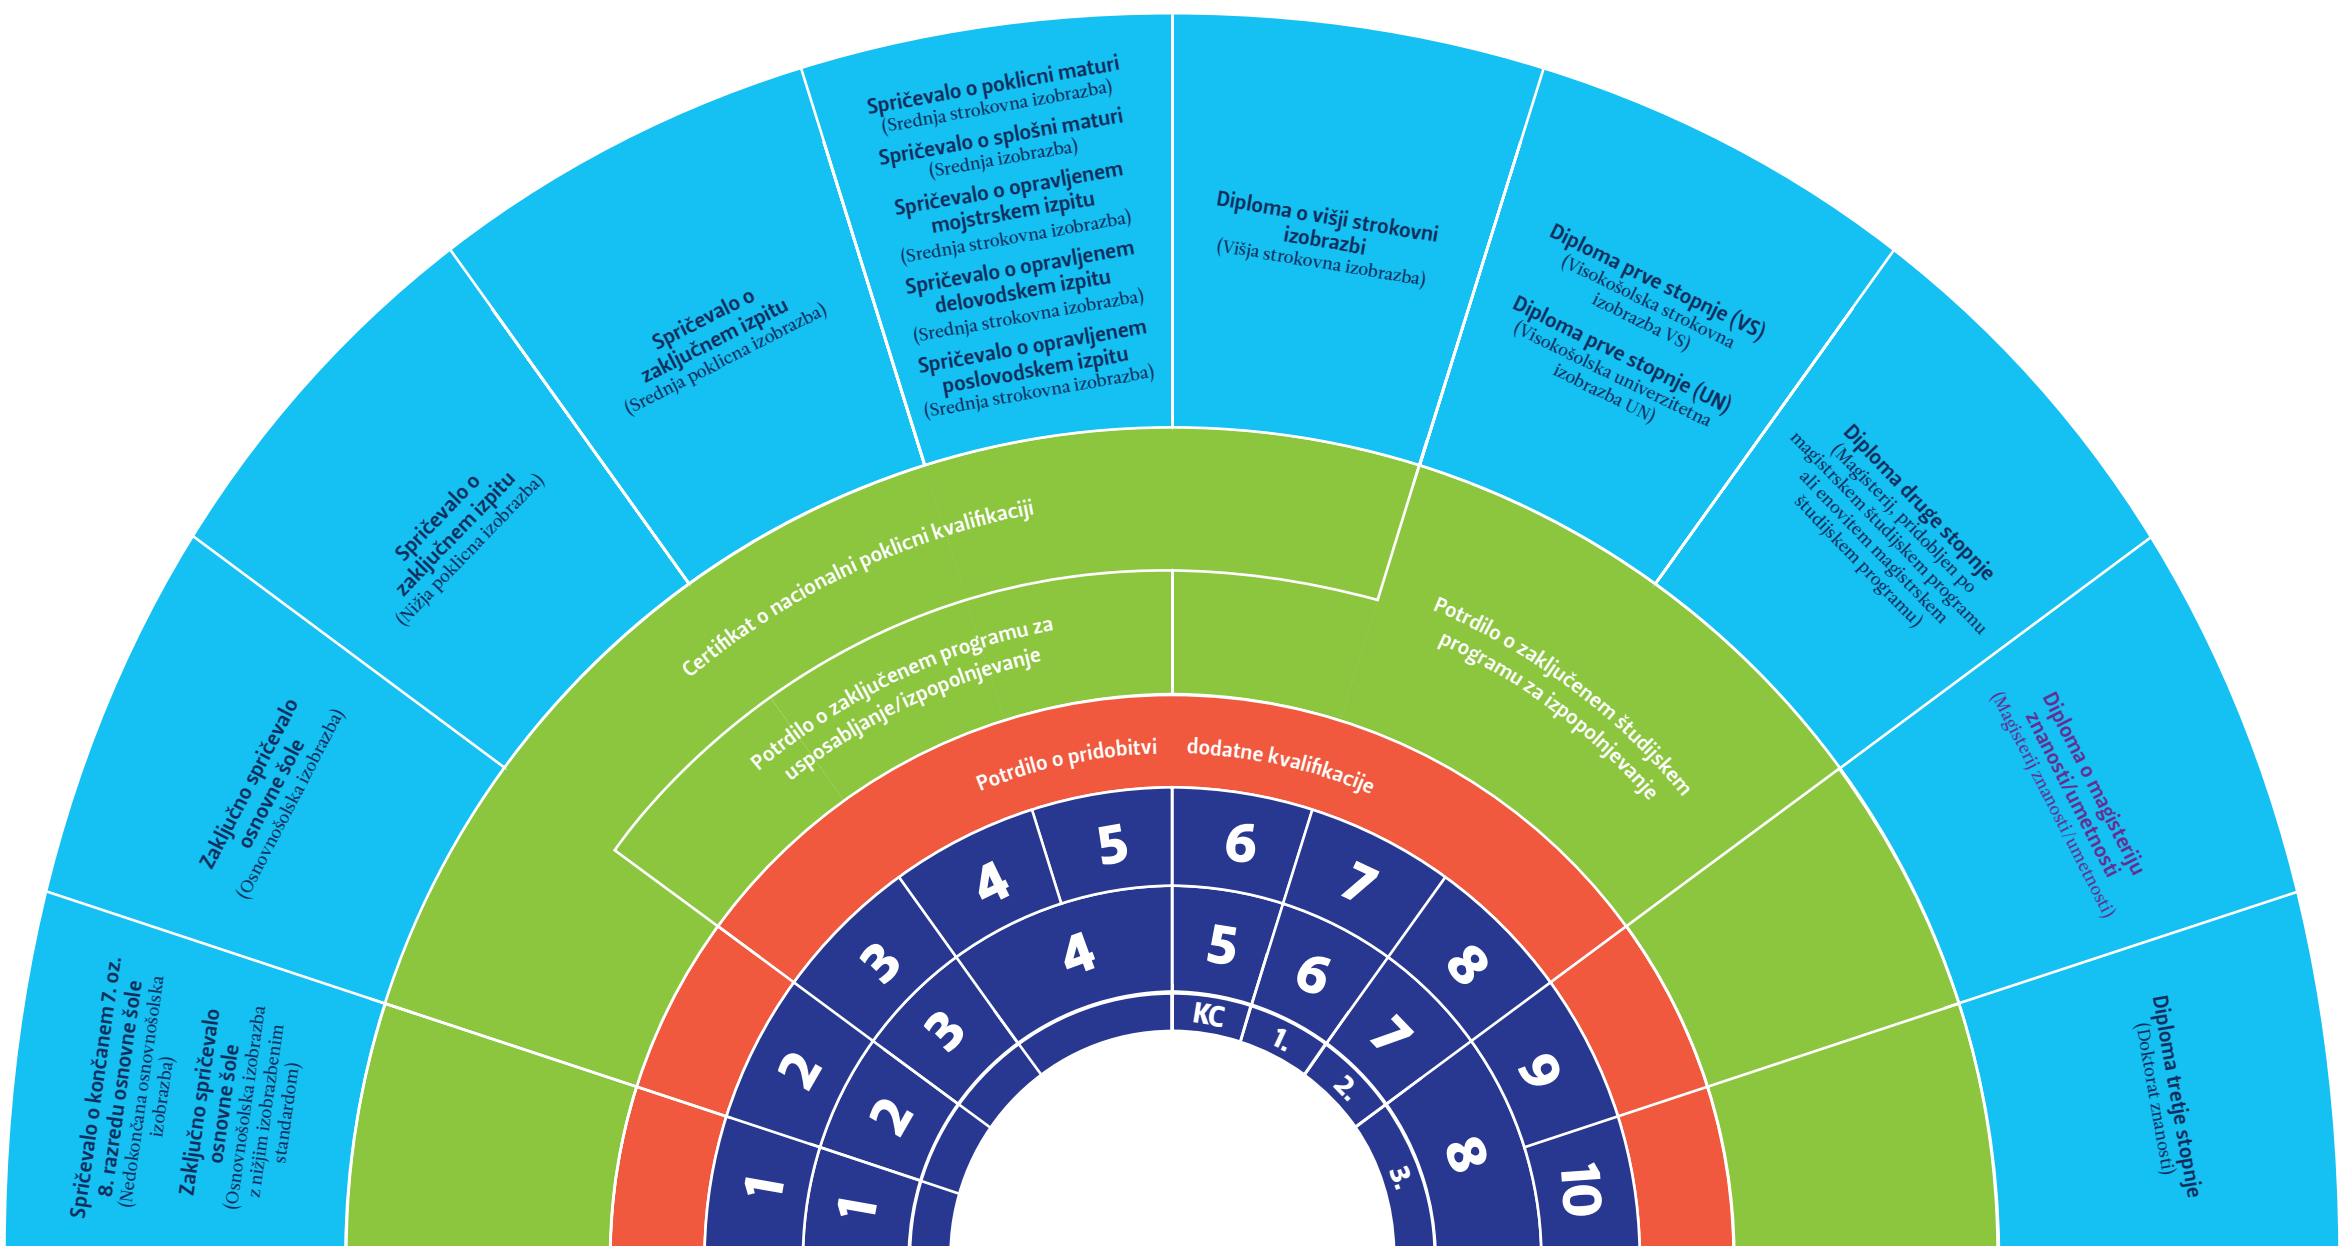 Spričevalo o končanem 7. oz.
8. razredu osnovne šole
(Nedokončana osnovnošolska
izobrazba)
Zaključno spričevalo
osnovne šole
(Osnovnošolska izobrazba
z nižjim izobrazbenim
standardom)
Zaključno spričevalo
osnovne šole
(Osnovnošolska izobrazba)
Spričevalo o
zaključnem izpitu
(Nižja poklicna izobrazba)
Spričevalo o
zaključnem izpitu
(Srednja poklicna izobrazba)
Spričevalo o poklicni maturi
(Srednja strokovna izobrazba)
Spričevalo o splošni maturi
(Srednja izobrazba)
Spričevalo o opravljenem
mojstrskem izpitu
(Srednja strokovna izobrazba)
Spričevalo o opravljenem
delovodskem izpitu
(Srednja strokovna izobrazba)
Spričevalo o opravljenem
poslovodskem izpitu
(Srednja strokovna izobrazba)
Diploma o višji strokovni
izobrazbi
(Višja strokovna izobrazba)
Diploma prve stopnje (VS)
(Visokošolska strokovna
izobrazba VS)
Diploma prve stopnje (UN)
(Visokošolska univerzitetna
izobrazba UN)
Diploma druge stopnje
(Magisterij, pridobljen po
magistrskem študijskem programu
ali enovitem magistrskem
študijskem programu)
Diploma o magisteriju
znanosti/umetnosti
(Magisterij znanosti/umetnosti)
Diploma tretje stopnje
(Doktorat znanosti)
Certifikat o nacionalni poklicni kvalifikaciji
Potrdilo o zaključenem programu za
usposabljanje/izpopolnjevanje
Potrdilo o zaključenem študijskem
programu za izpopolnjevanje
Potrdilo o pridobitvi dodatne kvalifikacije
1
2
3
4
5
6
7
8
9
10
1
2
3
4
5
6
7
8
KC
1.
2.
3.